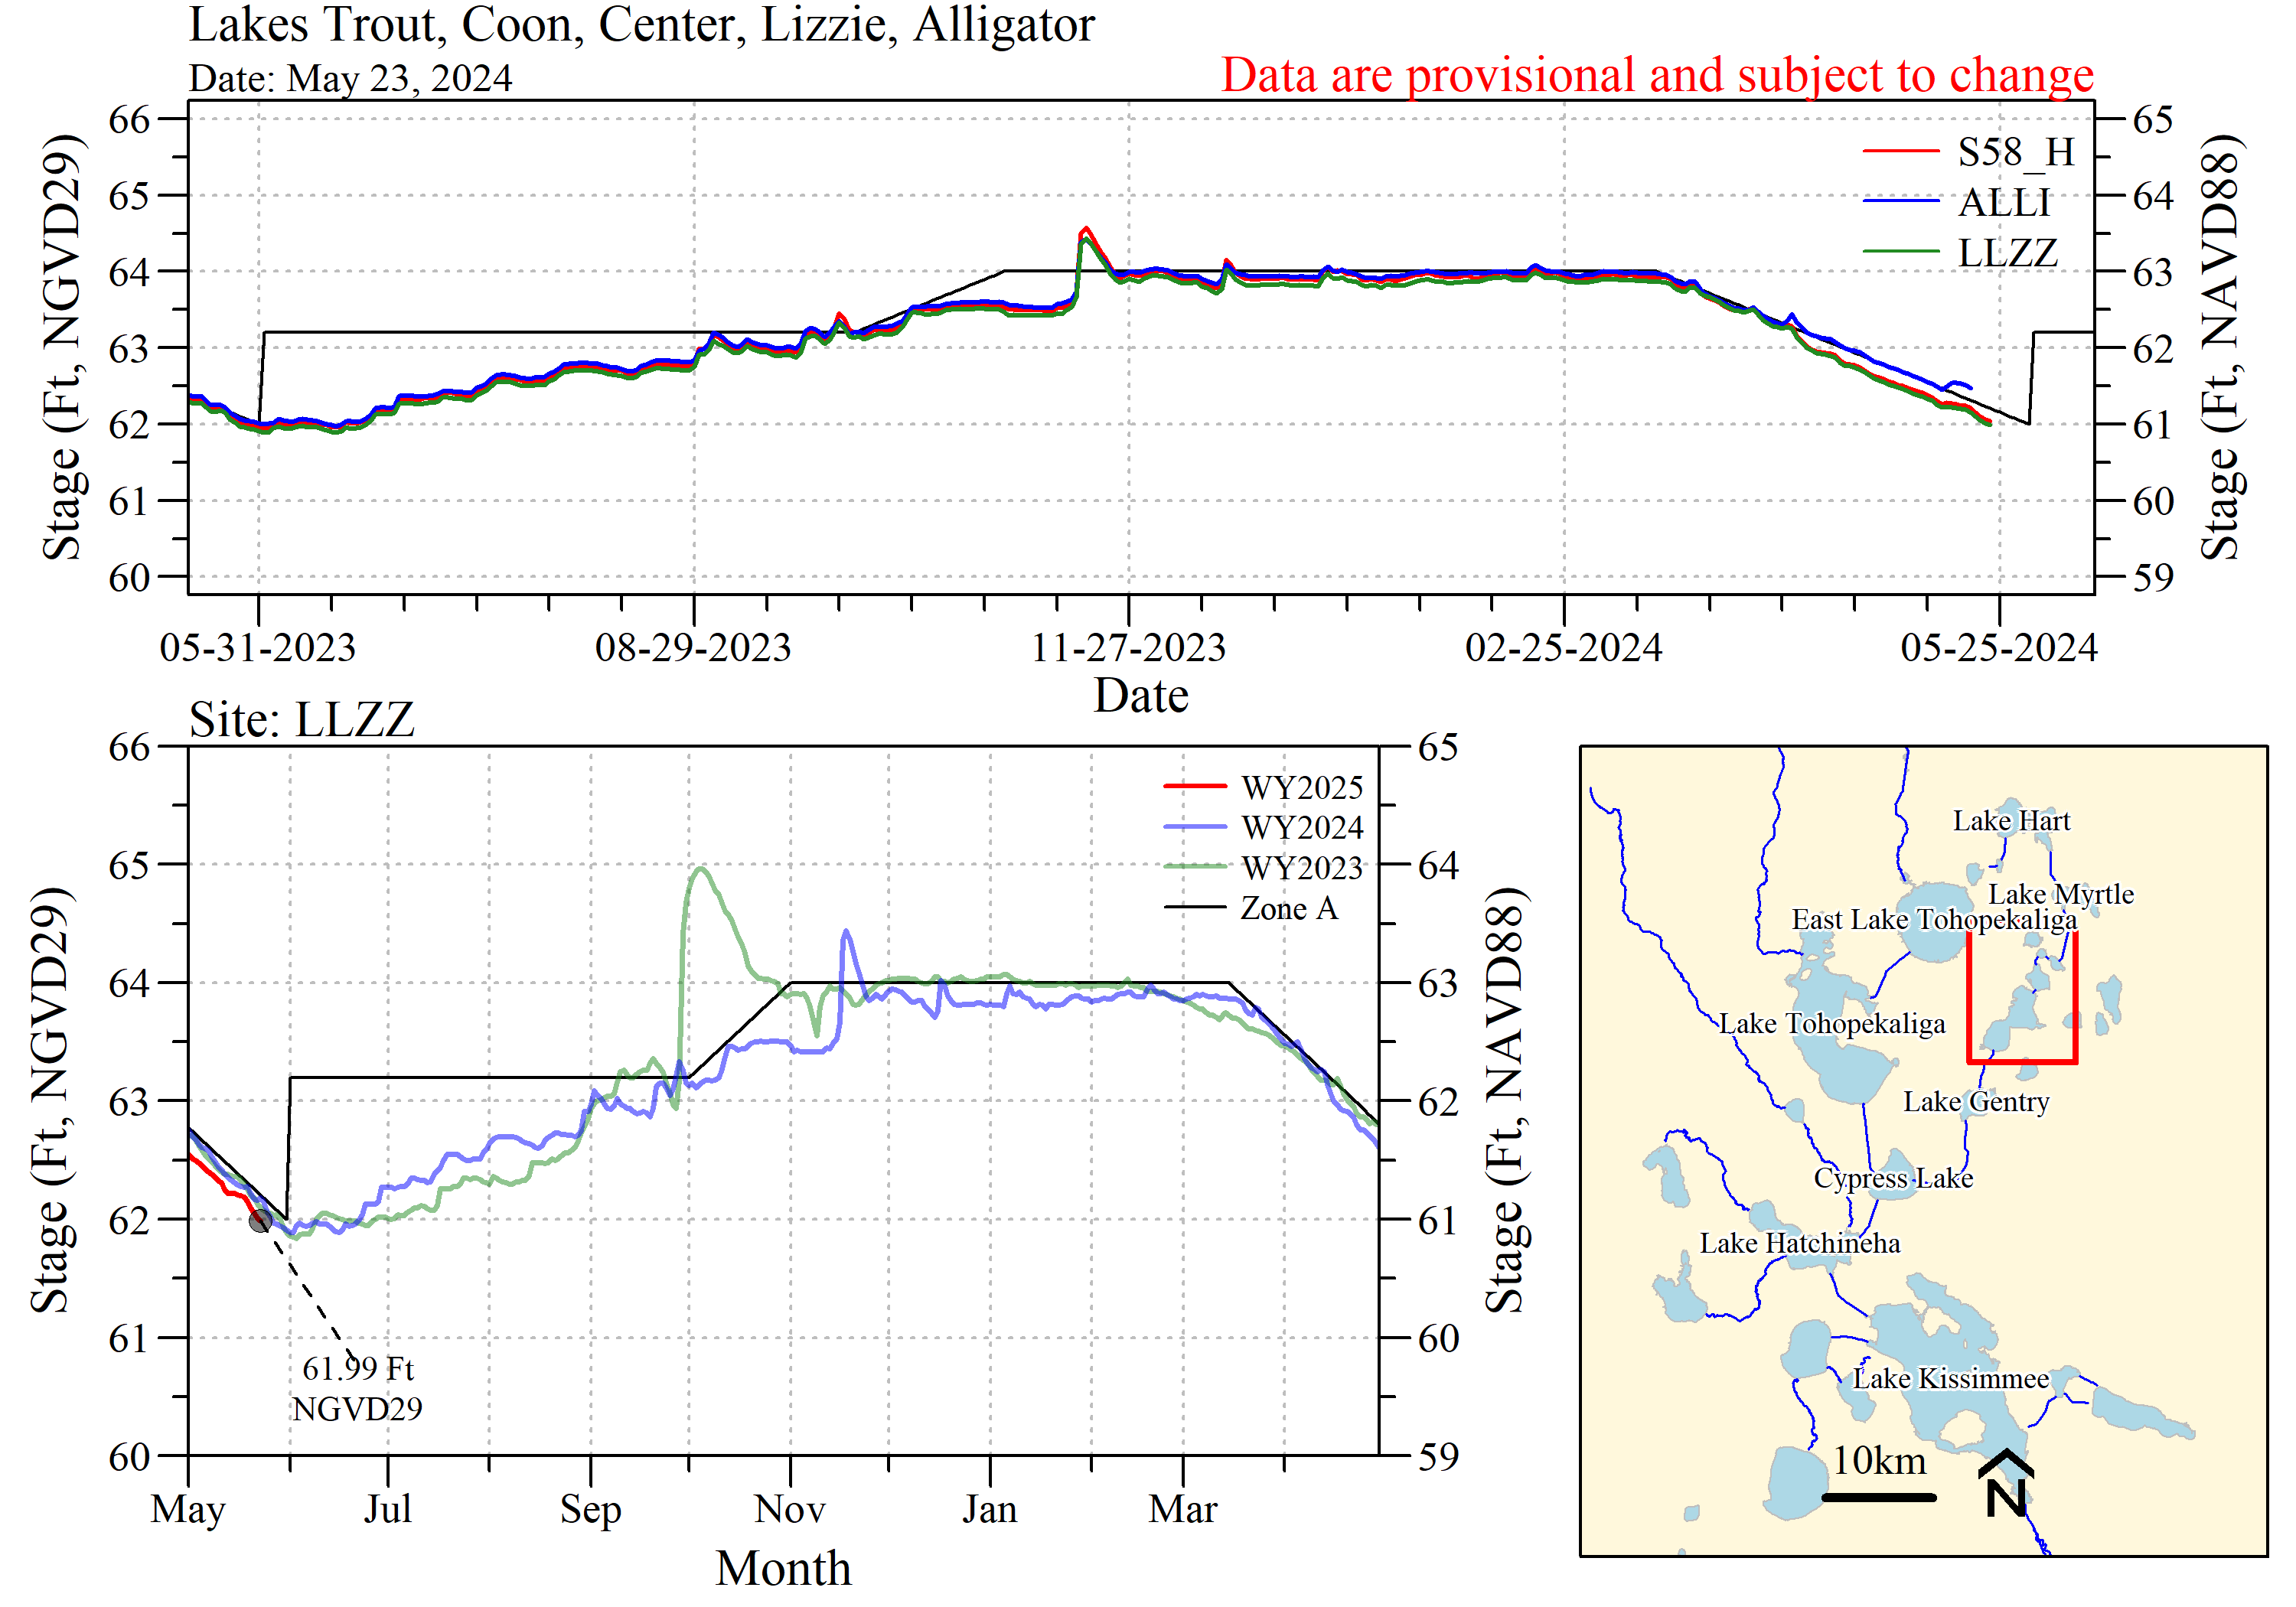 Lakes Trout, Coon, Center, Lizzie, Alligator
Date: May 23, 2024
Data are provisional and subject to change
Stage (Ft, NGVD29)
66
65
64
63
62
61
60
S58_H
ALLI
LLZZ
65
64
63
62
61
60
59
Stage (Ft, NAVD88)
05-31-2023 08-29-2023 11-27-2023 02-25-2024 05-25-2024
Date
Site: LLZZ
Stage (Ft, NGVD29)
66
65
64
63
62
61
60
WY2025
WY2024
WY2023
Zone A
61.99 Ft
NGVD29
65
64
63
62
61
60
59
Stage (Ft, NAVD88)
May Jul Sep Nov Jan Mar
Month
Lake Hart
Lake Myrtle
East Lake Tohopekaliga
Lake Tohopekaliga
Lake Gentry
Cypress Lake
Lake Hatchineha
Lake Kissimmee
10km
N